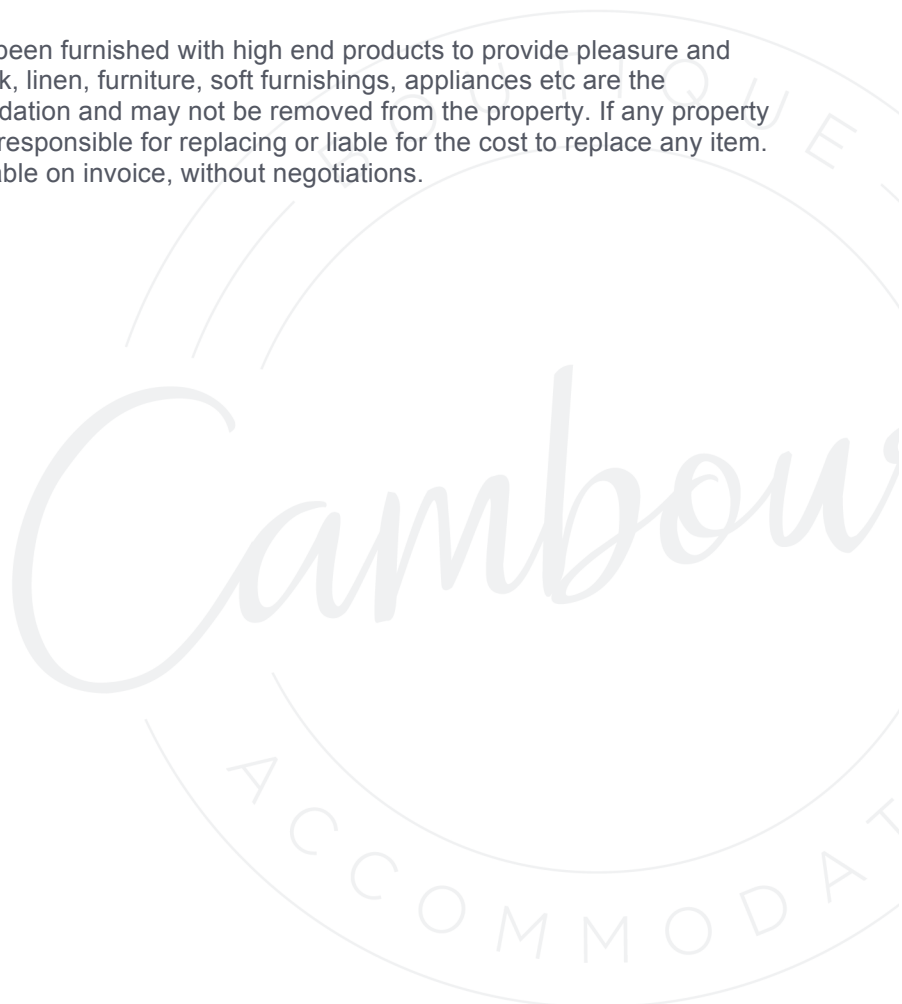 been furnished with high end products to provide pleasure and
k, linen, furniture, soft furnishings, appliances etc are the
dation and may not be removed from the property. If any property
responsible for replacing or liable for the cost to replace any item.
able on invoice, without negotiations.
BOUTIQUE
Cambou
ACCOMMODAT